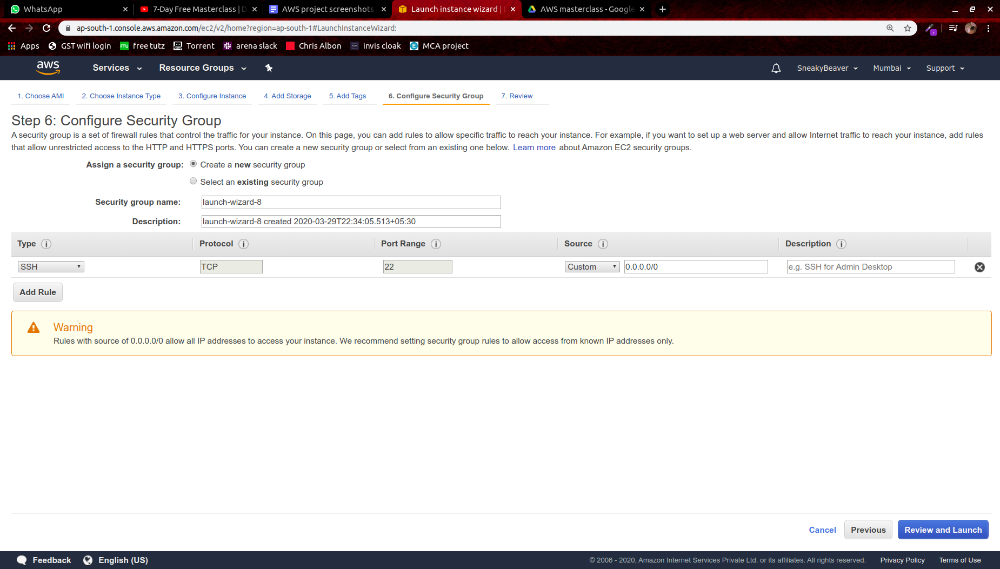 WhatsApp
7-Day Free Masterclass | D
AWS project screenshots
Launch instance wizard | E
AWS masterclass - Google
ap-south-1.console.aws.amazon.com/ec2/v2/home?region=ap-south-1#LaunchInstanceWizard:
Apps
GST wifi login
FTU free tutz
Torrent
arena slack
Chris Albon
invis cloak
E MCA project
aws
Services
Resource Groups
SneakyBeaver
Mumbai
Support
1. Choose AMI
2. Choose Instance Type
3. Configure Instance
4. Add Storage
5. Add Tags
6. Configure Security Group
7. Review
Step 6: Configure Security Group
A security group is a set of firewall rules that control the traffic for your instance. On this page, you can add rules to allow specific traffic to reach your instance. For example, if you want to set up a web server and allow Internet traffic to reach your instance, add rules
that allow unrestricted access to the HTTP and HTTPS ports. You can create a new security group or select from an existing one below. Learn more about Amazon EC2 security groups.
Assign a security group: Create a new security group
Select an existing security group
Security group name: launch-wizard-8
Description: launch-wizard-8 created 2020-03-29T22:34:05.513+05:30
Type i Protocol i Port Range i Source i Description i
SSH TCP 22 Custom 0.0.0.0/0 e.g. SSH for Admin Desktop
Add Rule
Warning
Rules with source of 0.0.0.0/0 allow all IP addresses to access your instance. We recommend setting security group rules to allow access from known IP addresses only.
Cancel
Previous
Review and Launch
Feedback
English (US)
© 2008 - 2020, Amazon Internet Services Private Ltd. or its affiliates. All rights reserved.
Privacy Policy
Terms of Use